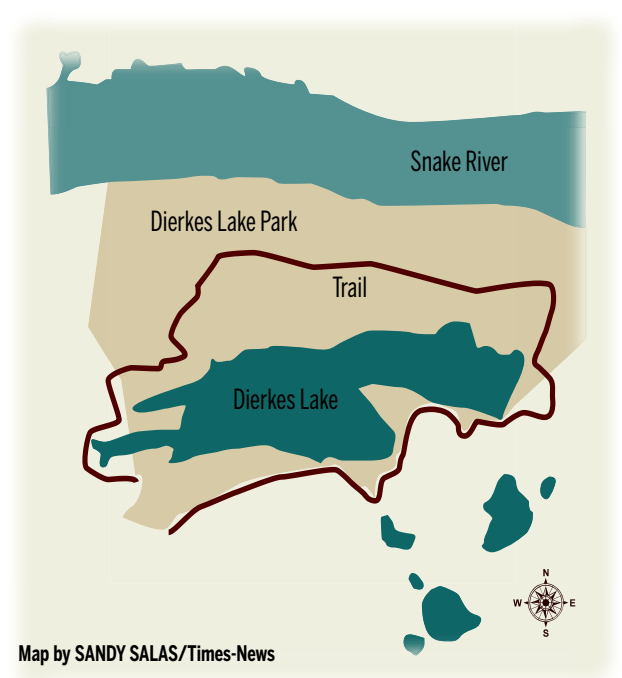 Snake River
Dierkes Lake Park
Trail
Dierkes Lake
N
W E
S
Map by SANDY SALAS/Times-News